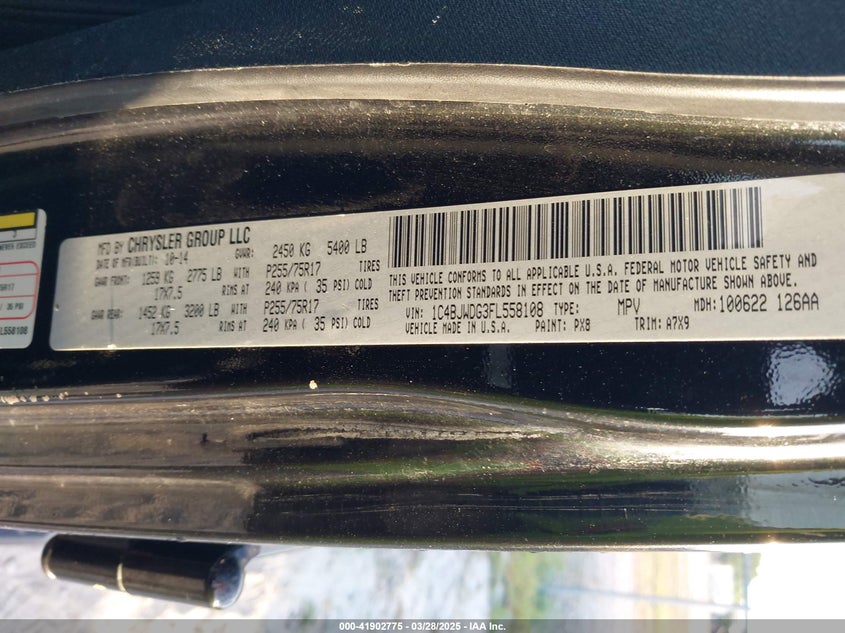 MFD BY CHRYSLER GROUP LLC
DATE OF MFR/BUILT: 10-14 GVWR: 2450 KG 5400 LB
GAWR FRONT: 1259 KG 2775 LB WITH P255/75R17 TIRES
17X7.5 RIMS AT 240 KPA ( 35 PSI) COLD
GAWR REAR: 1452 KG 3200 LB WITH P255/75R17 TIRES
17X7.5 RIMS AT 240 KPA ( 35 PSI) COLD
THIS VEHICLE CONFORMS TO ALL APPLICABLE U.S.A. FEDERAL MOTOR VEHICLE SAFETY AND
THEFT PREVENTION STANDARDS IN EFFECT ON THE DATE OF MANUFACTURE SHOWN ABOVE.
VIN: 1C4BJWDG3FL558108 TYPE: MPV MDH: 100622 126AA
VEHICLE MADE IN U.S.A. PAINT: PX8 TRIM: A7X9
EXCEED
5R17
/ 35 PSI
L558108
000-41902775 — 03/28/2025 — IAA Inc.